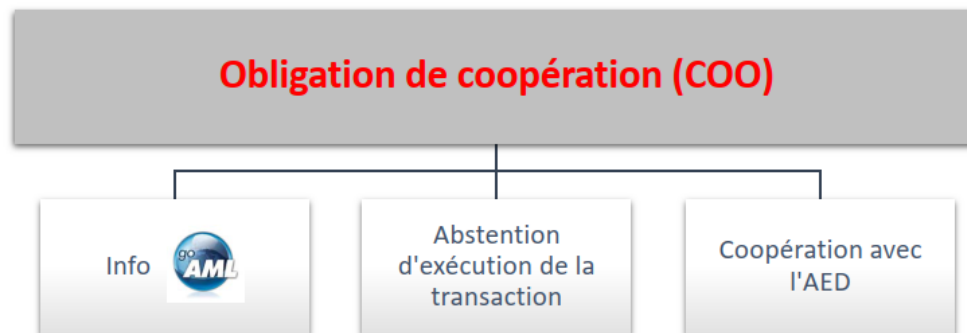 Obligation de coopération (COO)
Info
go
AML
Abstention
d'exécution de la
transaction
Coopération avec
l'AED